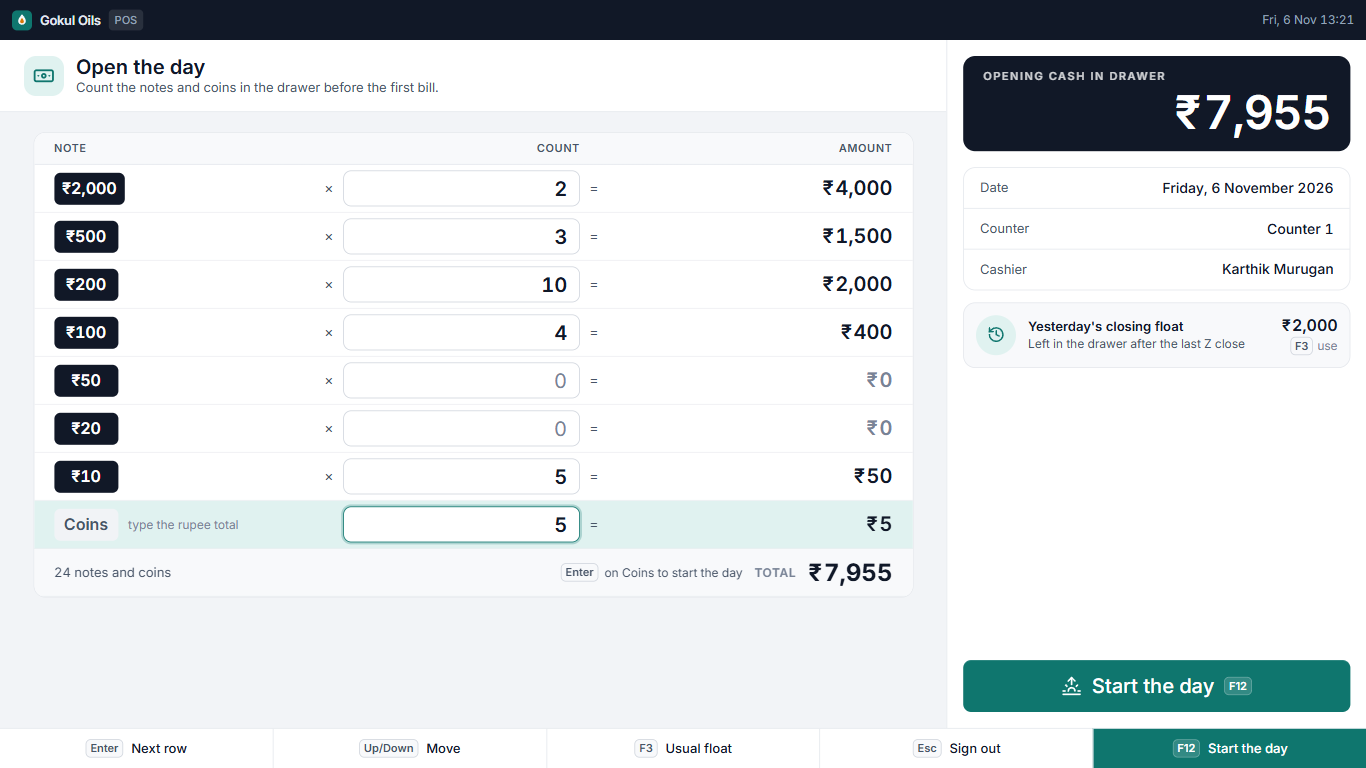 Gokul Oils POS
Fri, 6 Nov 13:21
Open the day
Count the notes and coins in the drawer before the first bill.
NOTE COUNT AMOUNT
₹2,000 × 2 = ₹4,000
₹500 × 3 = ₹1,500
₹200 × 10 = ₹2,000
₹100 × 4 = ₹400
₹50 × 0 = ₹0
₹20 × 0 = ₹0
₹10 × 5 = ₹50
Coins type the rupee total 5 = ₹5
24 notes and coins Enter on Coins to start the day TOTAL ₹7,955
OPENING CASH IN DRAWER
₹7,955
Date Friday, 6 November 2026
Counter Counter 1
Cashier Karthik Murugan
Yesterday's closing float ₹2,000
Left in the drawer after the last Z close F3 use
Start the day F12
Enter Next row Up/Down Move F3 Usual float Esc Sign out F12 Start the day